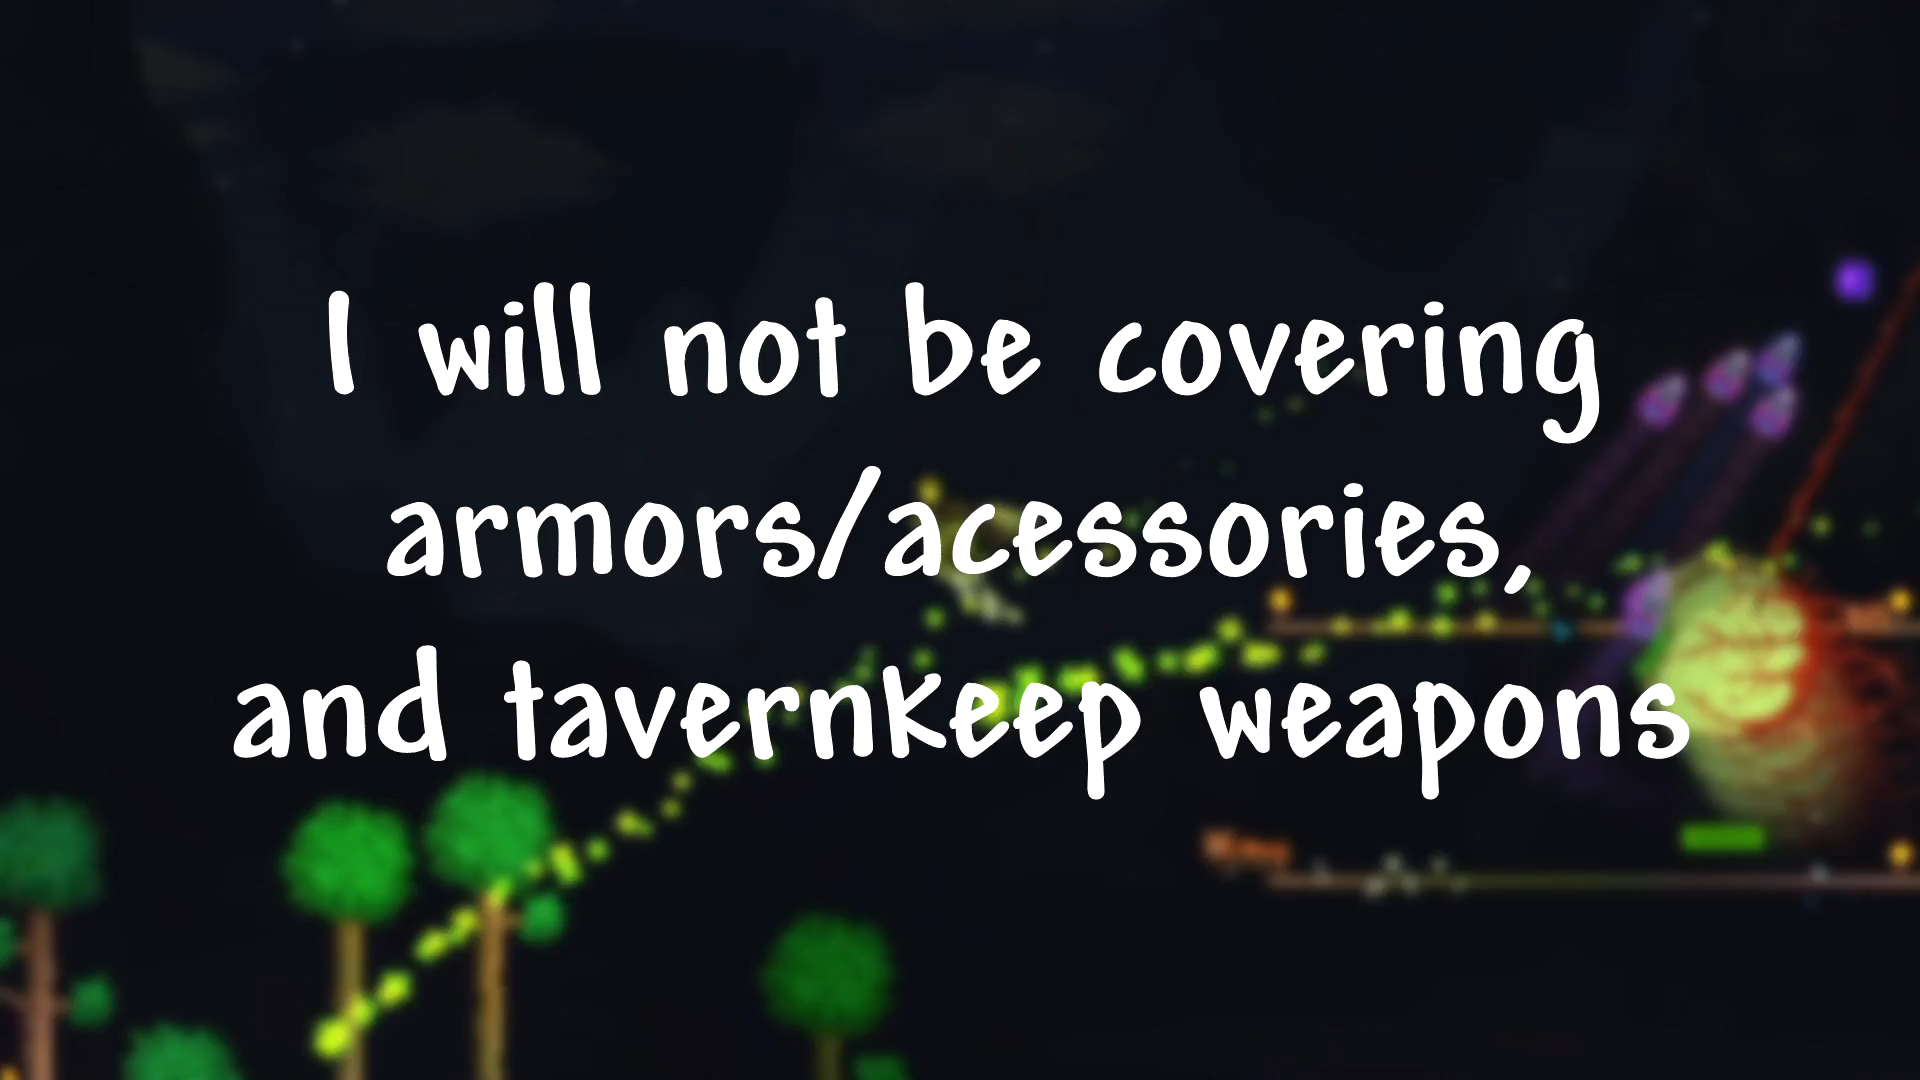 I will not be covering
armors/acessories,
and tavernkeep weapons